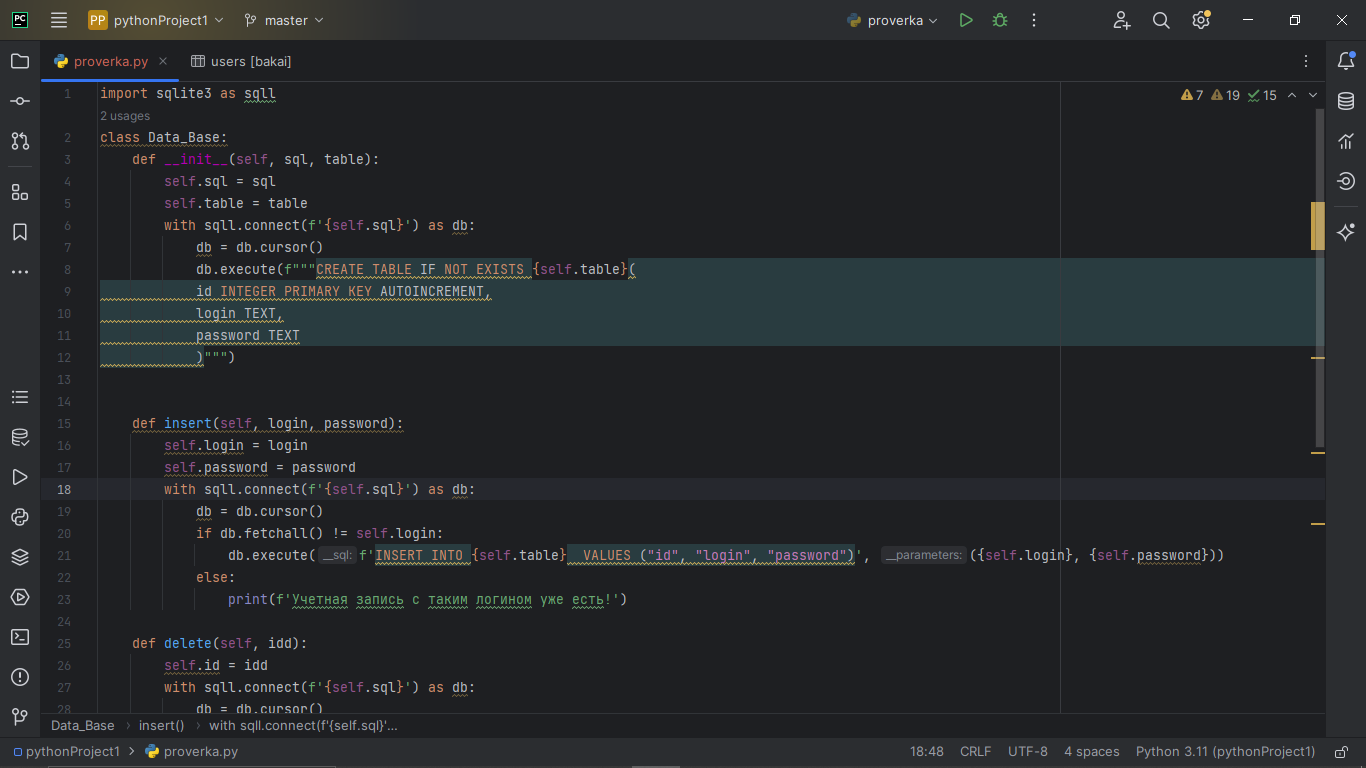 PC PP pythonProject1 master proverka
proverka.py users [bakai]
7 19 15
1 import sqlite3 as sqll
2 usages
2 class Data_Base:
3 def __init__(self, sql, table):
4 self.sql = sql
5 self.table = table
6 with sqll.connect(f'{self.sql}') as db:
7 db = db.cursor()
8 db.execute(f"""CREATE TABLE IF NOT EXISTS {self.table}(
9 id INTEGER PRIMARY KEY AUTOINCREMENT,
10 login TEXT,
11 password TEXT
12 )""")
13
14
15 def insert(self, login, password):
16 self.login = login
17 self.password = password
18 with sqll.connect(f'{self.sql}') as db:
19 db = db.cursor()
20 if db.fetchall() != self.login:
21 db.execute( __sql: f'INSERT INTO {self.table}  VALUES ("id", "login", "password")', __parameters: ({self.login}, {self.password}))
22 else:
23 print(f'Учетная запись с таким логином уже есть!')
24
25 def delete(self, idd):
26 self.id = idd
27 with sqll.connect(f'{self.sql}') as db:
28 db = db.cursor()
Data_Base insert() with sqll.connect(f'{self.sql}'...
pythonProject1 proverka.py 18:48 CRLF UTF-8 4 spaces Python 3.11 (pythonProject1)